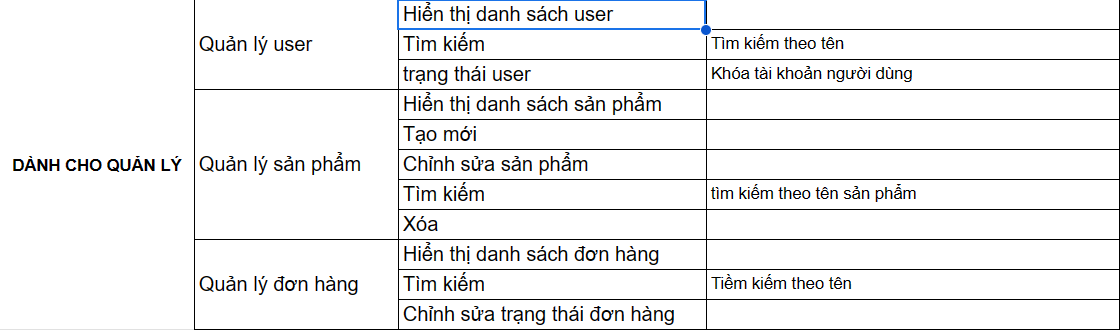 Hiển thị danh sách user
Quản lý user
Tìm kiếm
Tìm kiếm theo tên
trạng thái user
Khóa tài khoản người dùng
Hiển thị danh sách sản phẩm
Tạo mới
DÀNH CHO QUẢN LÝ
Quản lý sản phẩm
Chỉnh sửa sản phẩm
Tìm kiếm
tìm kiếm theo tên sản phẩm
Xóa
Hiển thị danh sách đơn hàng
Quản lý đơn hàng
Tìm kiếm
Tiềm kiếm theo tên
Chỉnh sửa trạng thái đơn hàng